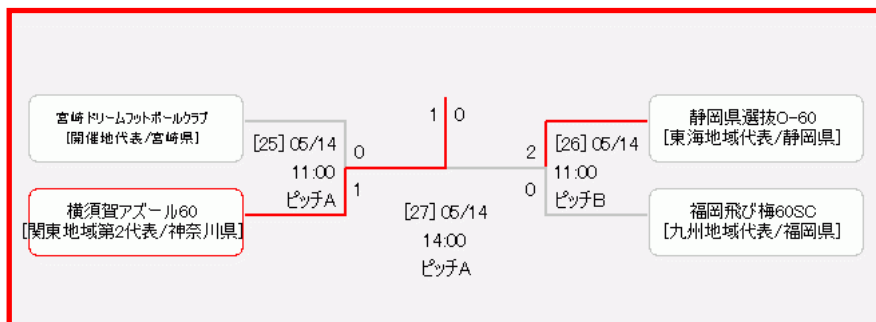 宮崎ドリームフットボールクラブ
[開催地代表/宮崎県]
[25] 05/14
11:00
ピッチA
0
1
横須賀アズール60
[関東地域第2代表/神奈川県]
1
0
[27] 05/14
14:00
ピッチA
2
0
[26] 05/14
11:00
ピッチB
静岡県選抜O-60
[東海地域代表/静岡県]
福岡飛び梅60SC
[九州地域代表/福岡県]